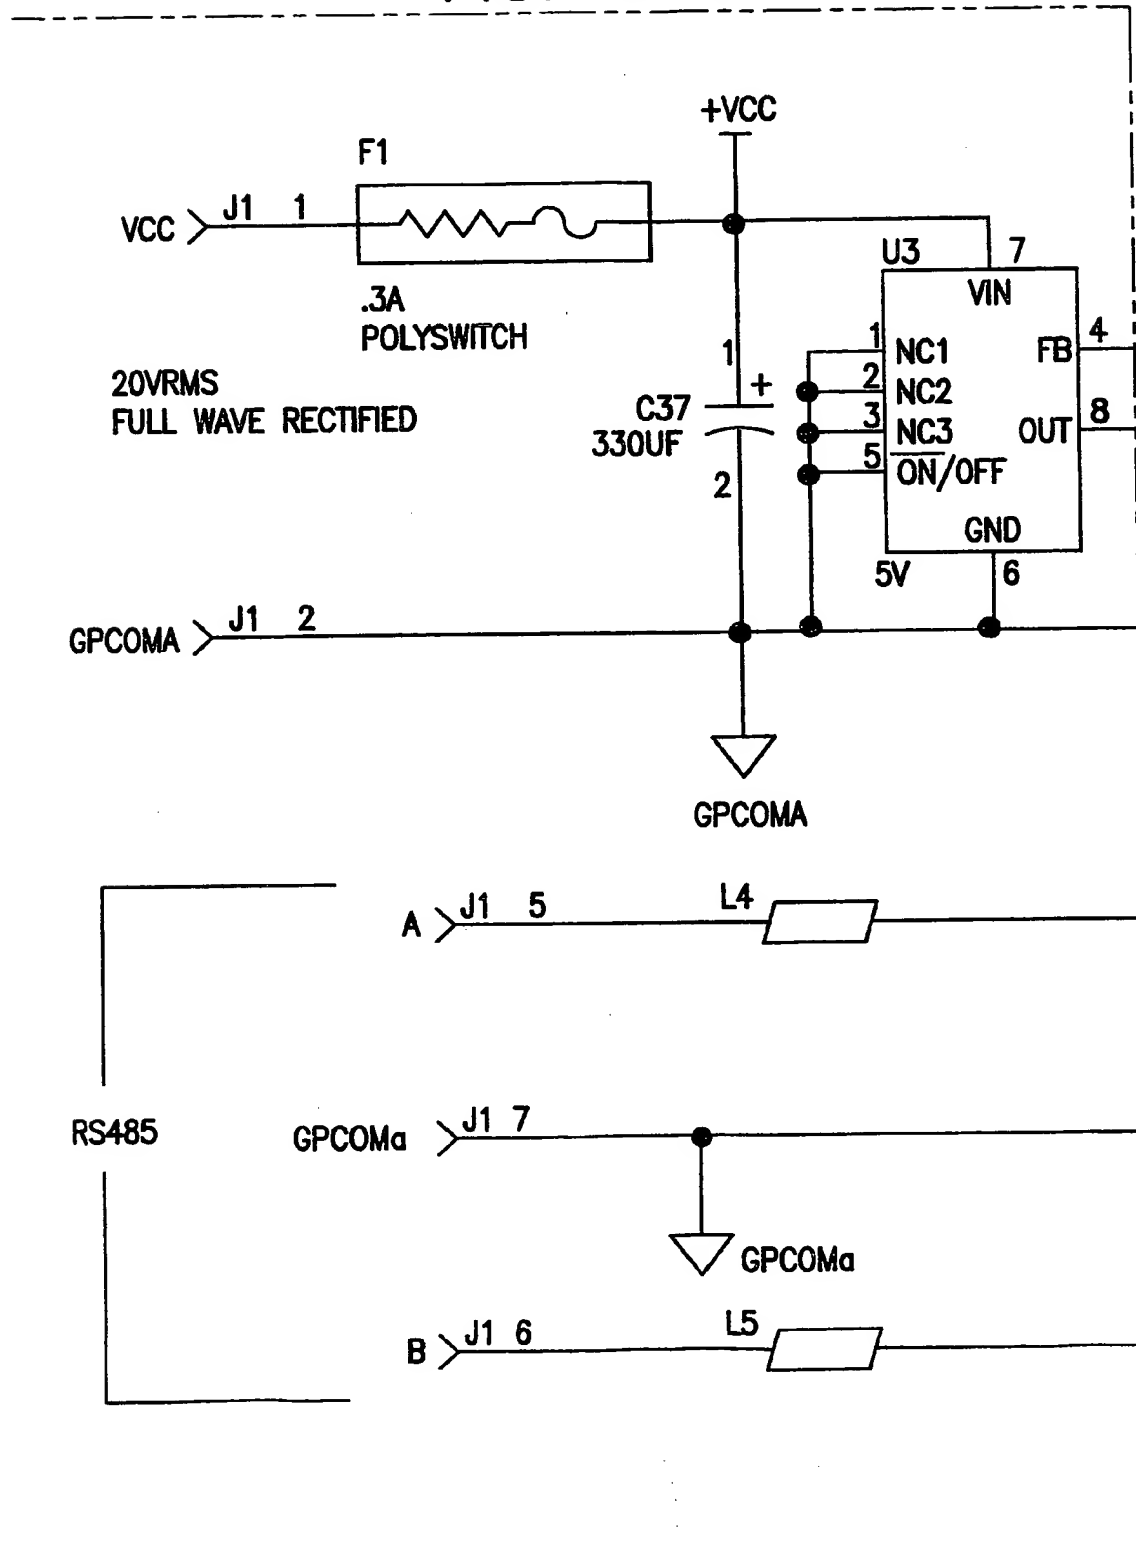 +VCC
F1
VCC J1 1
U3 7
VIN
.3A
POLYSWITCH
1 NC1 FB 4
1 +
20VRMS
FULL WAVE RECTIFIED
2 NC2
C37
330UF
3 NC3 OUT 8
5 ON/OFF
2
GND
5V 6
GPCOMA J1 2
GPCOMA
A J1 5 L4
RS485
GPCOMa J1 7
GPCOMa
B J1 6 L5